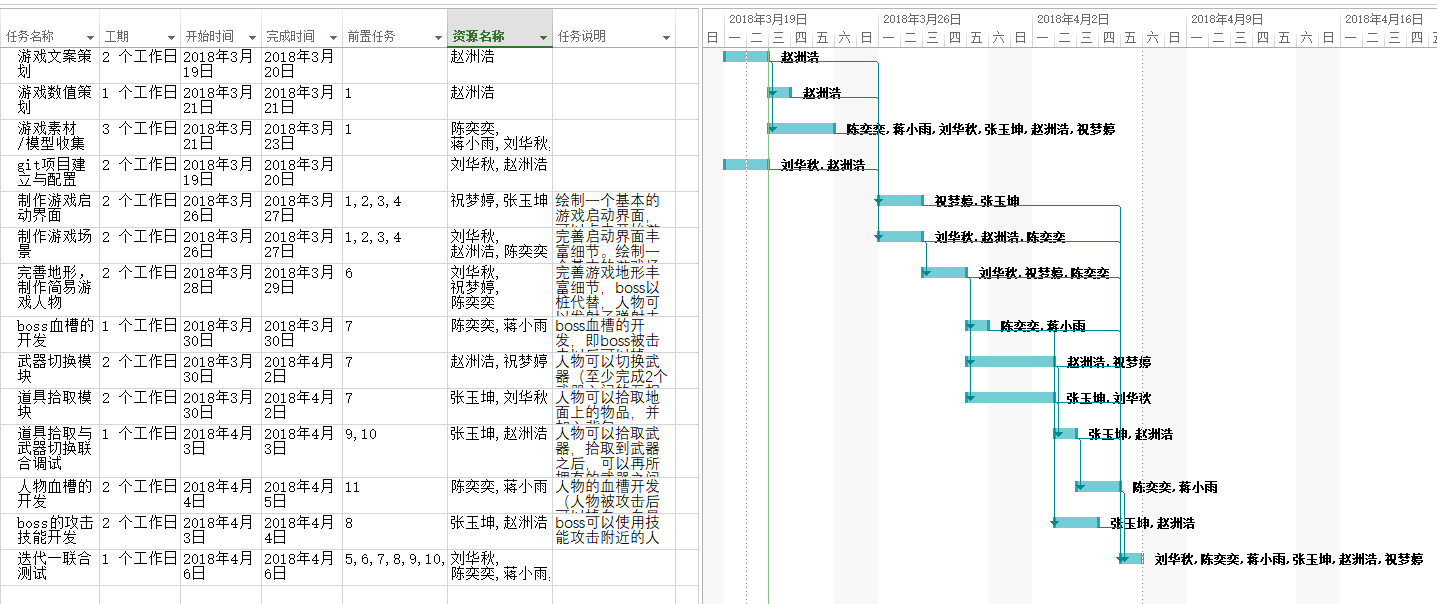 2018年3月19日 2018年3月26日 2018年4月2日 2018年4月9日 2018年4月16日
任务名称 工期 开始时间 完成时间 前置任务 资源名称 任务说明
日 一 二 三 四 五 六 日 一 二 三 四 五 六 日 一 二 三 四 五 六 日 一 二 三 四 五 六 日 一 二 三 四
游戏文案策 2 个工作日 2018年3月 2018年3月 赵洲浩 赵洲浩
划 19日 20日
游戏数值策 1 个工作日 2018年3月 2018年3月 1 赵洲浩 赵洲浩
划 21日 21日
游戏素材 3 个工作日 2018年3月 2018年3月 1 陈奕奕, 陈奕奕,蒋小雨,刘华秋,张玉坤,赵洲浩,祝梦婷
/模型收集 21日 23日 蒋小雨,刘华秋,
git项目建 2 个工作日 2018年3月 2018年3月 刘华秋,赵洲浩 刘华秋,赵洲浩
立与配置 19日 20日
制作游戏启 2 个工作日 2018年3月 2018年3月 1,2,3,4 祝梦婷,张玉坤 绘制一个基本的 祝梦婷,张玉坤
动界面 26日 27日 游戏启动界面，
制作游戏场 2 个工作日 2018年3月 2018年3月 1,2,3,4 刘华秋, 完善启动界面丰 刘华秋,赵洲浩,陈奕奕
景 26日 27日 赵洲浩,陈奕奕 富细节。绘制一
完善地形， 2 个工作日 2018年3月 2018年3月 6 刘华秋, 完善游戏地形丰 刘华秋,祝梦婷,陈奕奕
制作简易游 28日 29日 祝梦婷, 富细节，boss以
戏人物 陈奕奕 桩代替，人物可
boss血槽的 1 个工作日 2018年3月 2018年3月 7 陈奕奕,蒋小雨 boss血槽的开 陈奕奕,蒋小雨
开发 30日 30日 发，即boss被击
武器切换模 2 个工作日 2018年3月 2018年4月 7 赵洲浩,祝梦婷 人物可以切换武 赵洲浩,祝梦婷
块 30日 2日 器（至少完成2个
道具拾取模 2 个工作日 2018年3月 2018年4月 7 张玉坤,刘华秋 人物可以拾取地 张玉坤,刘华秋
块 30日 2日 面上的物品，并
道具拾取与 1 个工作日 2018年4月 2018年4月 9,10 张玉坤,赵洲浩 人物可以拾取武 张玉坤,赵洲浩
武器切换联 3日 3日 器，拾取到武器
合调试 之后，可以再所
人物血槽的 2 个工作日 2018年4月 2018年4月 11 陈奕奕,蒋小雨 人物的血槽开发 陈奕奕,蒋小雨
开发 4日 5日 （人物被攻击后
boss的攻击 2 个工作日 2018年4月 2018年4月 8 张玉坤,赵洲浩 boss可以使用技 张玉坤,赵洲浩
技能开发 3日 4日 能攻击附近的人
迭代一联合 1 个工作日 2018年4月 2018年4月 5,6,7,8,9,10, 刘华秋, 刘华秋,陈奕奕,蒋小雨,张玉坤,赵洲浩,祝梦婷
测试 6日 6日 陈奕奕,蒋小雨,